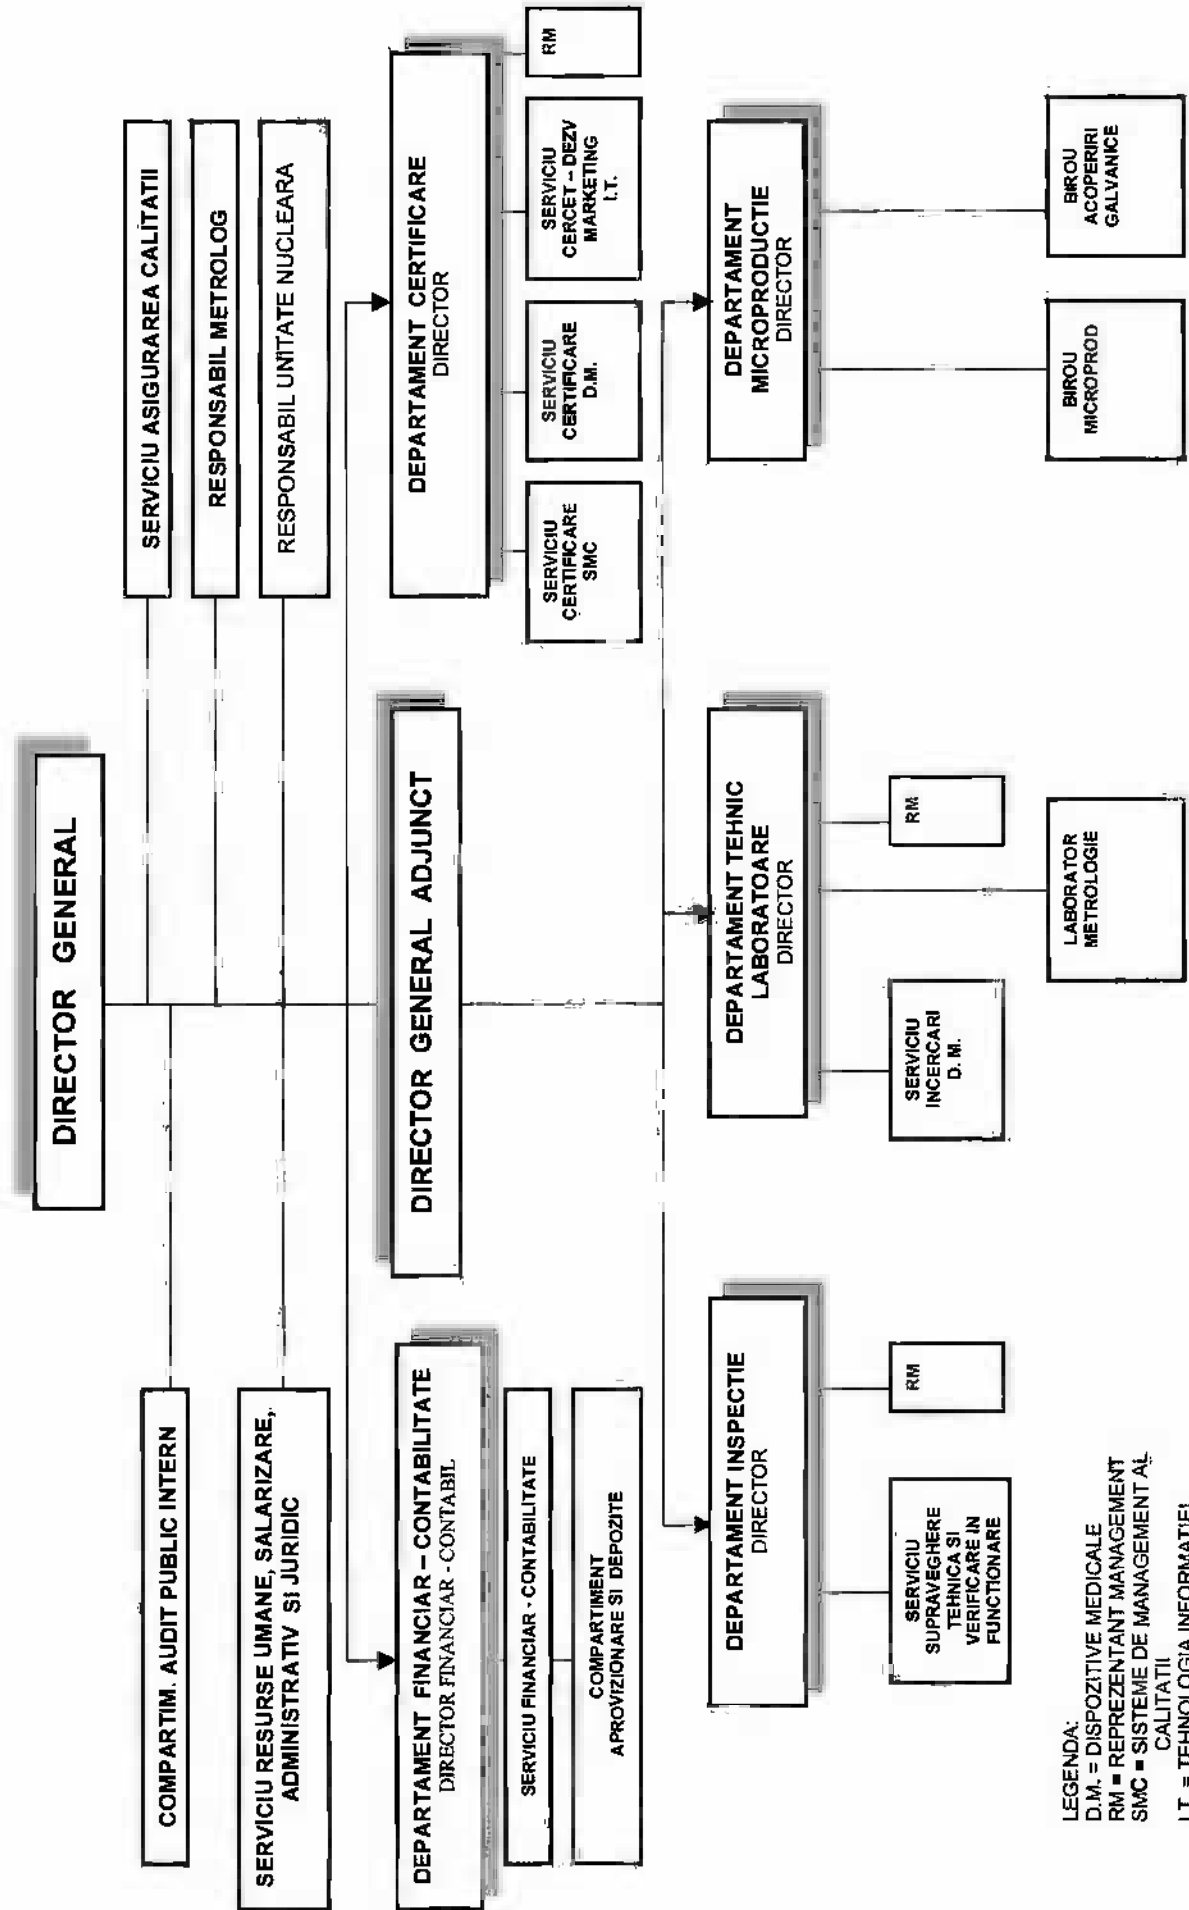 DIRECTOR GENERAL
COMPARTIM. AUDIT PUBLIC INTERN
SERVICIU ASIGURAREA CALITATII
RESPONSABIL METROLOG
SERVICIU RESURSE UMANE, SALARIZARE,
ADMINISTRATIV SI JURIDIC
RESPONSABIL UNITATE NUCLEARA
DEPARTAMENT FINANCIAR – CONTABILITATE
DIRECTOR FINANCIAR - CONTABIL
DIRECTOR GENERAL ADJUNCT
DEPARTAMENT CERTIFICARE
DIRECTOR
SERVICIU FINANCIAR - CONTABILITATE
COMPARTIMENT
APROVIZIONARE SI DEPOZITE
SERVICIU
CERTIFICARE
SMC
SERVICIU
CERTIFICARE
D.M.
SERVICIU
CERCET – DEZV
MARKETING
I.T.
RM
DEPARTAMENT INSPECTIE
DIRECTOR
DEPARTAMENT TEHNIC
LABORATOARE
DIRECTOR
DEPARTAMENT
MICROPRODUCTIE
DIRECTOR
SERVICIU
SUPRAVEGHERE
TEHNICA SI
VERIFICARE IN
FUNCTIONARE
RM
SERVICIU
INCERCARI
D. M.
RM
LABORATOR
METROLOGIE
BIROU
MICROPROD
BIROU
ACOPERIRI
GALVANICE
LEGENDA:
D.M. = DISPOZITIVE MEDICALE
RM = REPREZENTANT MANAGEMENT
SMC = SISTEME DE MANAGEMENT AL
CALITATII
I.T. = TEHNOLOGIA INFORMATIEI